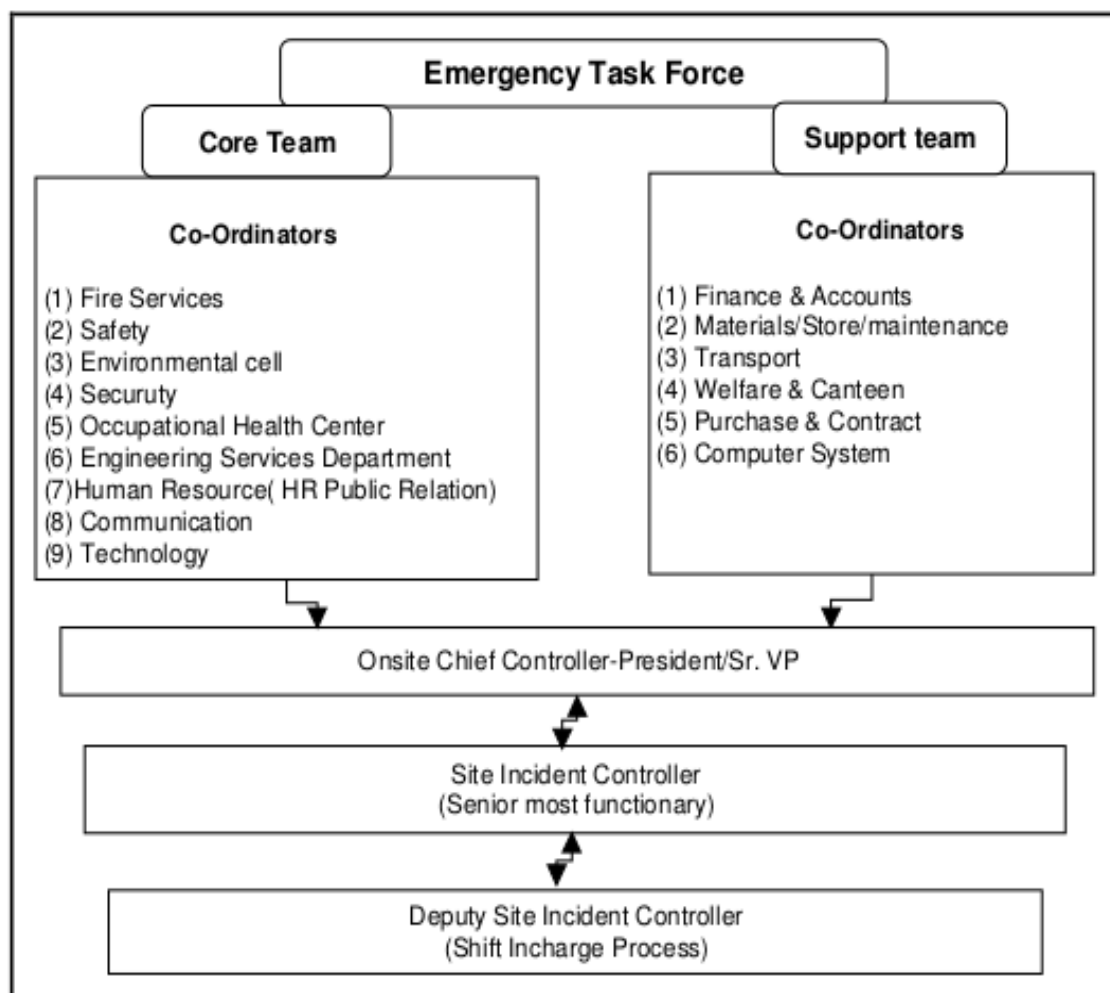 Emergency Task Force
Core Team
Support team
Co-Ordinators
(1) Fire Services
(2) Safety
(3) Environmental cell
(4) Securuty
(5) Occupational Health Center
(6) Engineering Services Department
(7)Human Resource( HR Public Relation)
(8) Communication
(9) Technology
Co-Ordinators
(1) Finance & Accounts
(2) Materials/Store/maintenance
(3) Transport
(4) Welfare & Canteen
(5) Purchase & Contract
(6) Computer System
Onsite Chief Controller-President/Sr. VP
Site Incident Controller
(Senior most functionary)
Deputy Site Incident Controller
(Shift Incharge Process)